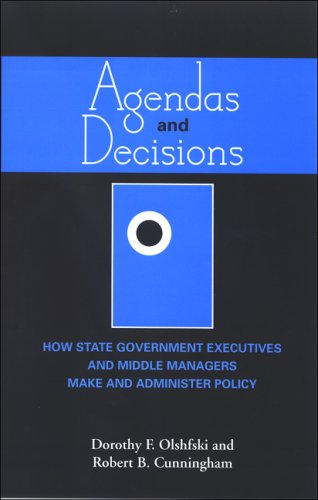 Agendas
and
Decisions
HOW STATE GOVERNMENT EXECUTIVES
AND MIDDLE MANAGERS
MAKE AND ADMINISTER POLICY
Dorothy F. Olshfski and
Robert B. Cunningham